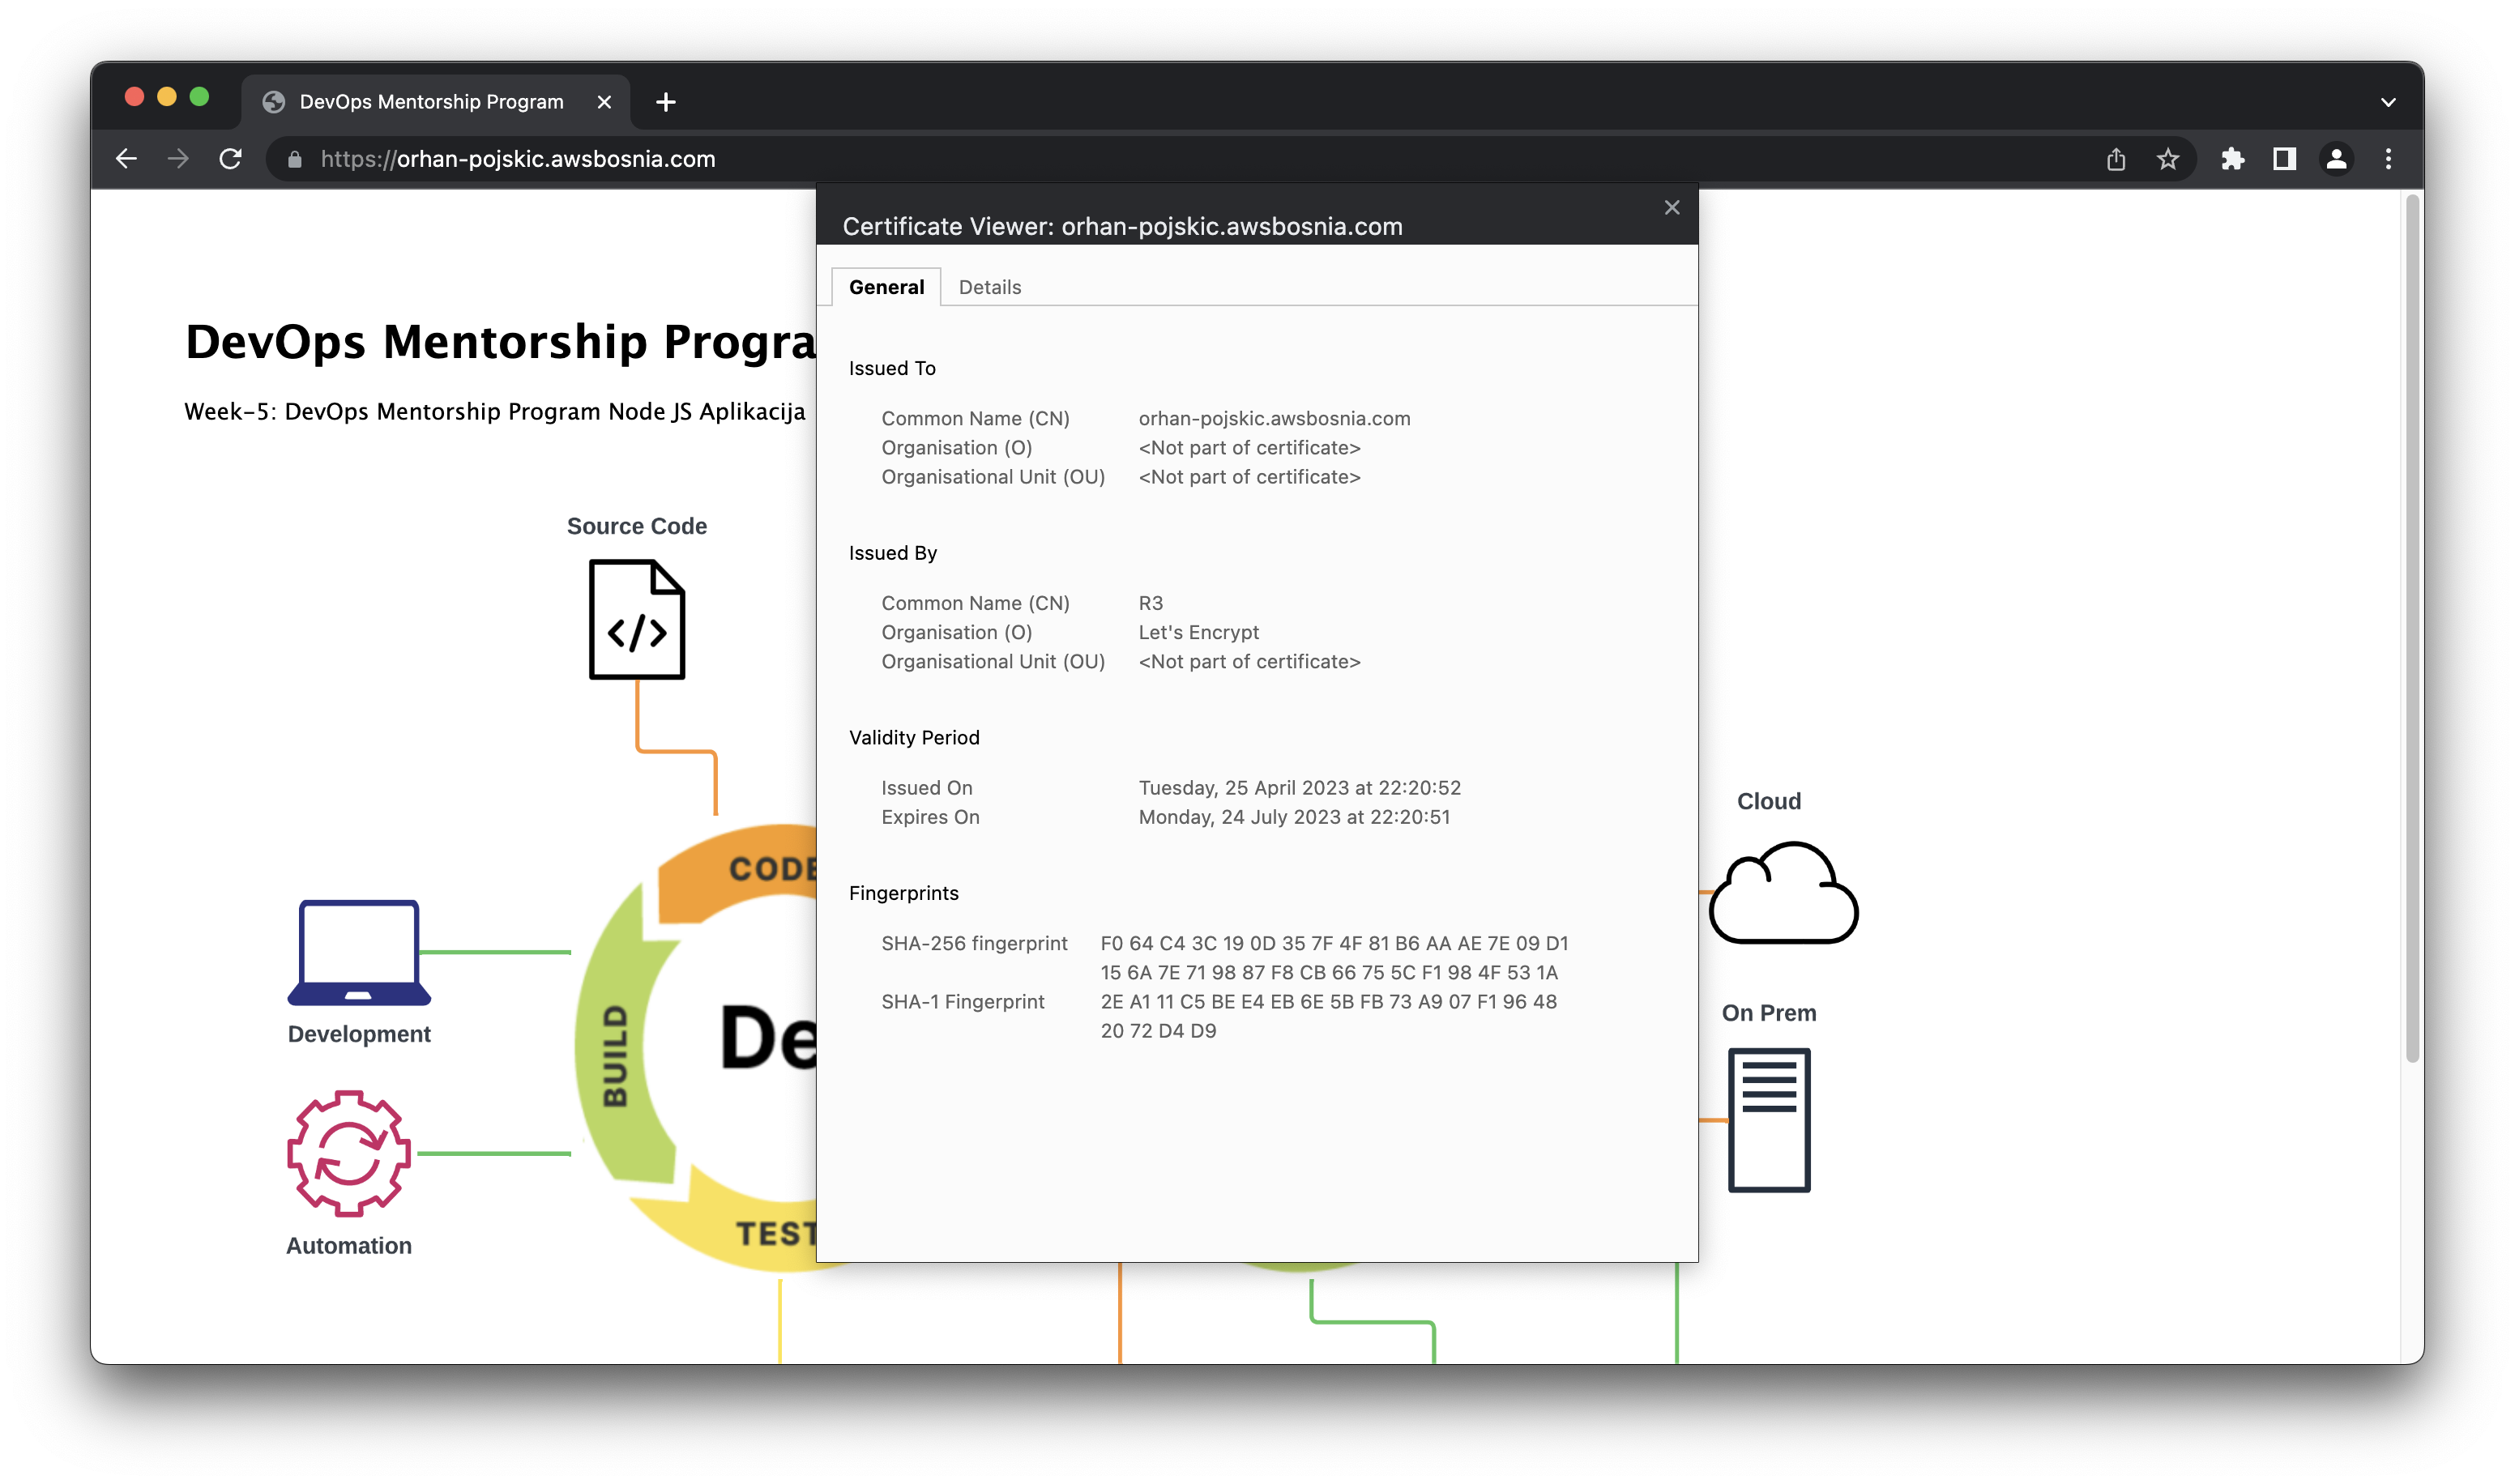 DevOps Mentorship Program
https://orhan-pojskic.awsbosnia.com
Certificate Viewer: orhan-pojskic.awsbosnia.com
General Details
DevOps Mentorship Progra
Week-5: DevOps Mentorship Program Node JS Aplikacija
Issued To
Common Name (CN) orhan-pojskic.awsbosnia.com
Organisation (O) <Not part of certificate>
Organisational Unit (OU) <Not part of certificate>
Issued By
Common Name (CN) R3
Organisation (O) Let's Encrypt
Organisational Unit (OU) <Not part of certificate>
Validity Period
Issued On Tuesday, 25 April 2023 at 22:20:52
Expires On Monday, 24 July 2023 at 22:20:51
Fingerprints
SHA-256 fingerprint F0 64 C4 3C 19 0D 35 7F 4F 81 B6 AA AE 7E 09 D1
15 6A 7E 71 98 87 F8 CB 66 75 5C F1 98 4F 53 1A
SHA-1 Fingerprint 2E A1 11 C5 BE E4 EB 6E 5B FB 73 A9 07 F1 96 48
20 72 D4 D9
Source Code
</>
CODE
BUILD
De
TEST
Development
Automation
Cloud
On Prem